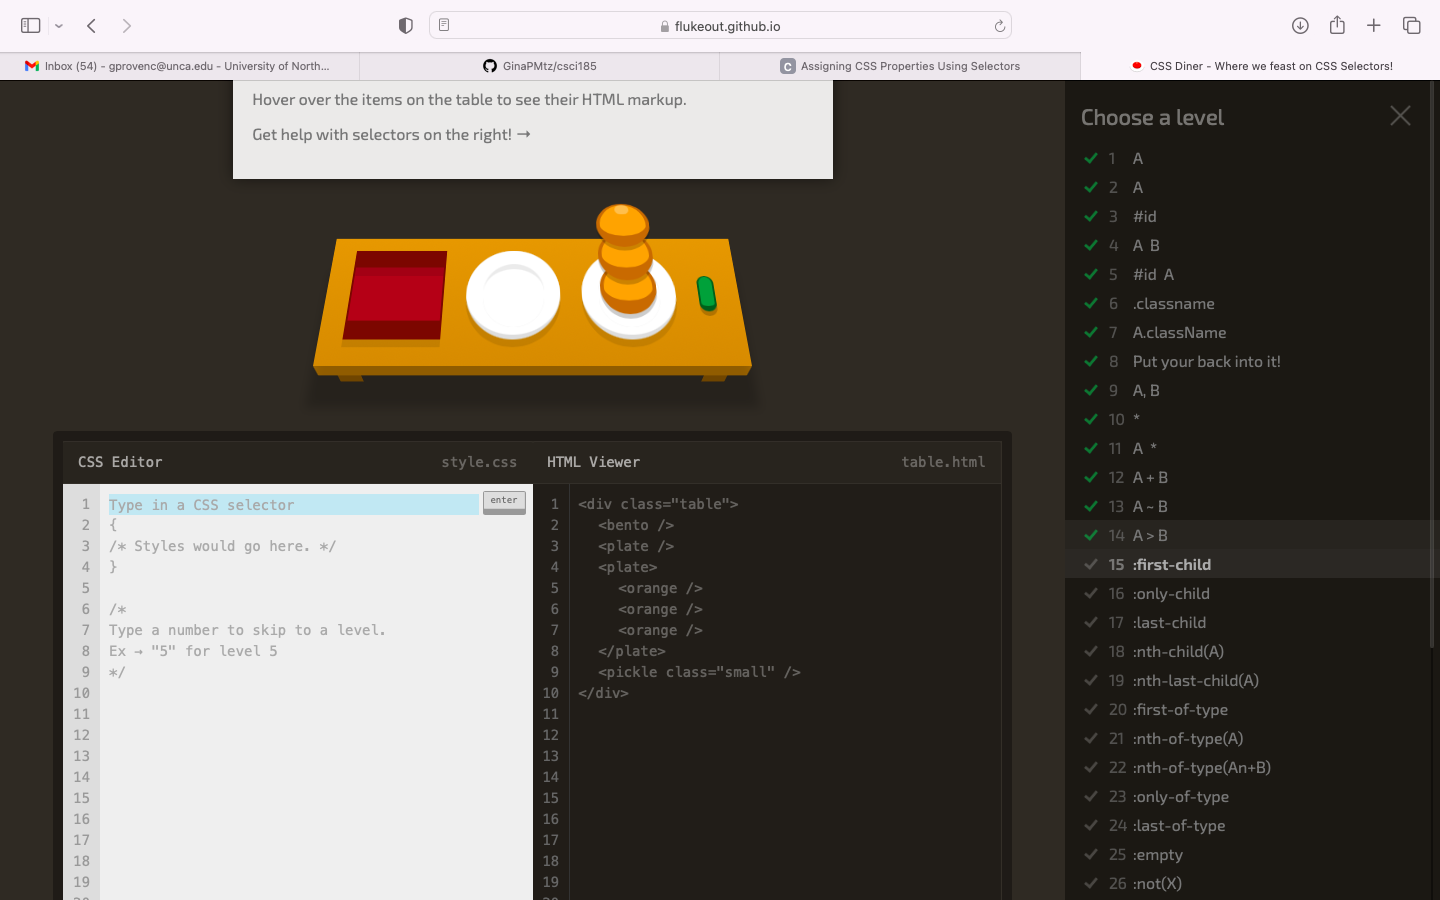 flukeout.github.io
Inbox (54) - gprovenc@unca.edu - University of North...
GinaPMtz/csci185
C Assigning CSS Properties Using Selectors
CSS Diner - Where we feast on CSS Selectors!
Hover over the items on the table to see their HTML markup.
Get help with selectors on the right! →
CSS Editor
style.css
1 Type in a CSS selector
enter
2 {
3 /* Styles would go here. */
4 }
5
6 /*
7 Type a number to skip to a level.
8 Ex → "5" for level 5
9 */
10
11
12
13
14
15
16
17
18
19
HTML Viewer
table.html
1 <div class="table">
2 <bento />
3 <plate />
4 <plate>
5 <orange />
6 <orange />
7 <orange />
8 </plate>
9 <pickle class="small" />
10 </div>
11
12
13
14
15
16
17
18
19
Choose a level
1 A
2 A
3 #id
4 A B
5 #id A
6 .classname
7 A.className
8 Put your back into it!
9 A, B
10 *
11 A *
12 A + B
13 A ~ B
14 A > B
15 :first-child
16 :only-child
17 :last-child
18 :nth-child(A)
19 :nth-last-child(A)
20 :first-of-type
21 :nth-of-type(A)
22 :nth-of-type(An+B)
23 :only-of-type
24 :last-of-type
25 :empty
26 :not(X)